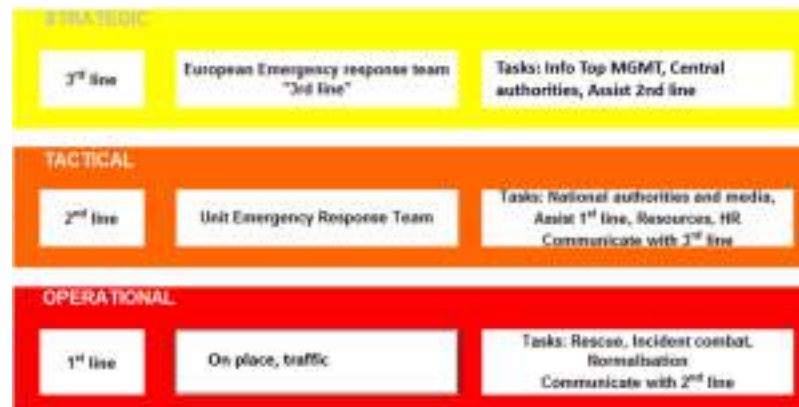 STRATEGIC
3rd line
European Emergency response team
"3rd line"
Tasks: Info Top MGMT, Central
authorities, Assist 2nd line
TACTICAL
2nd line
Unit Emergency Response Team
Tasks: National authorities and media,
Assist 1st line, Resources, HR
Communicate with 3rd line
OPERATIONAL
1st line
On place, traffic
Tasks: Rescue, Incident combat,
Normalisation
Communicate with 2nd line